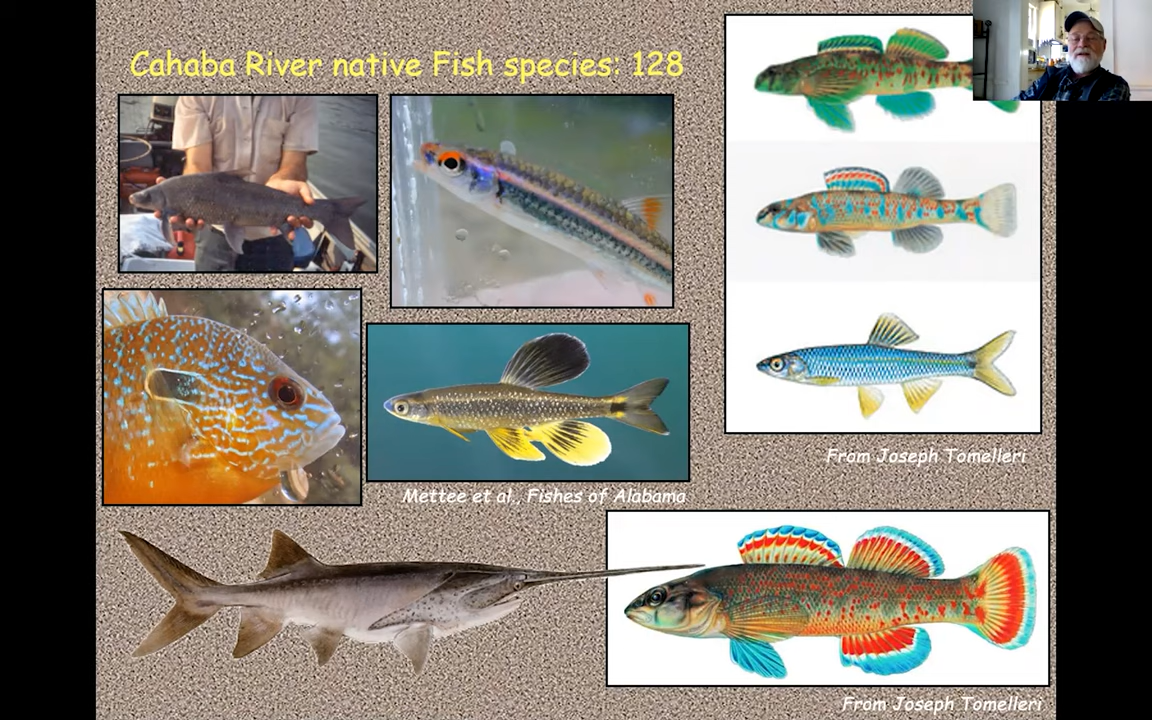 Cahaba River native Fish species: 128
From Joseph Tomelleri
Mettee et al., Fishes of Alabama
From Joseph Tomelleri